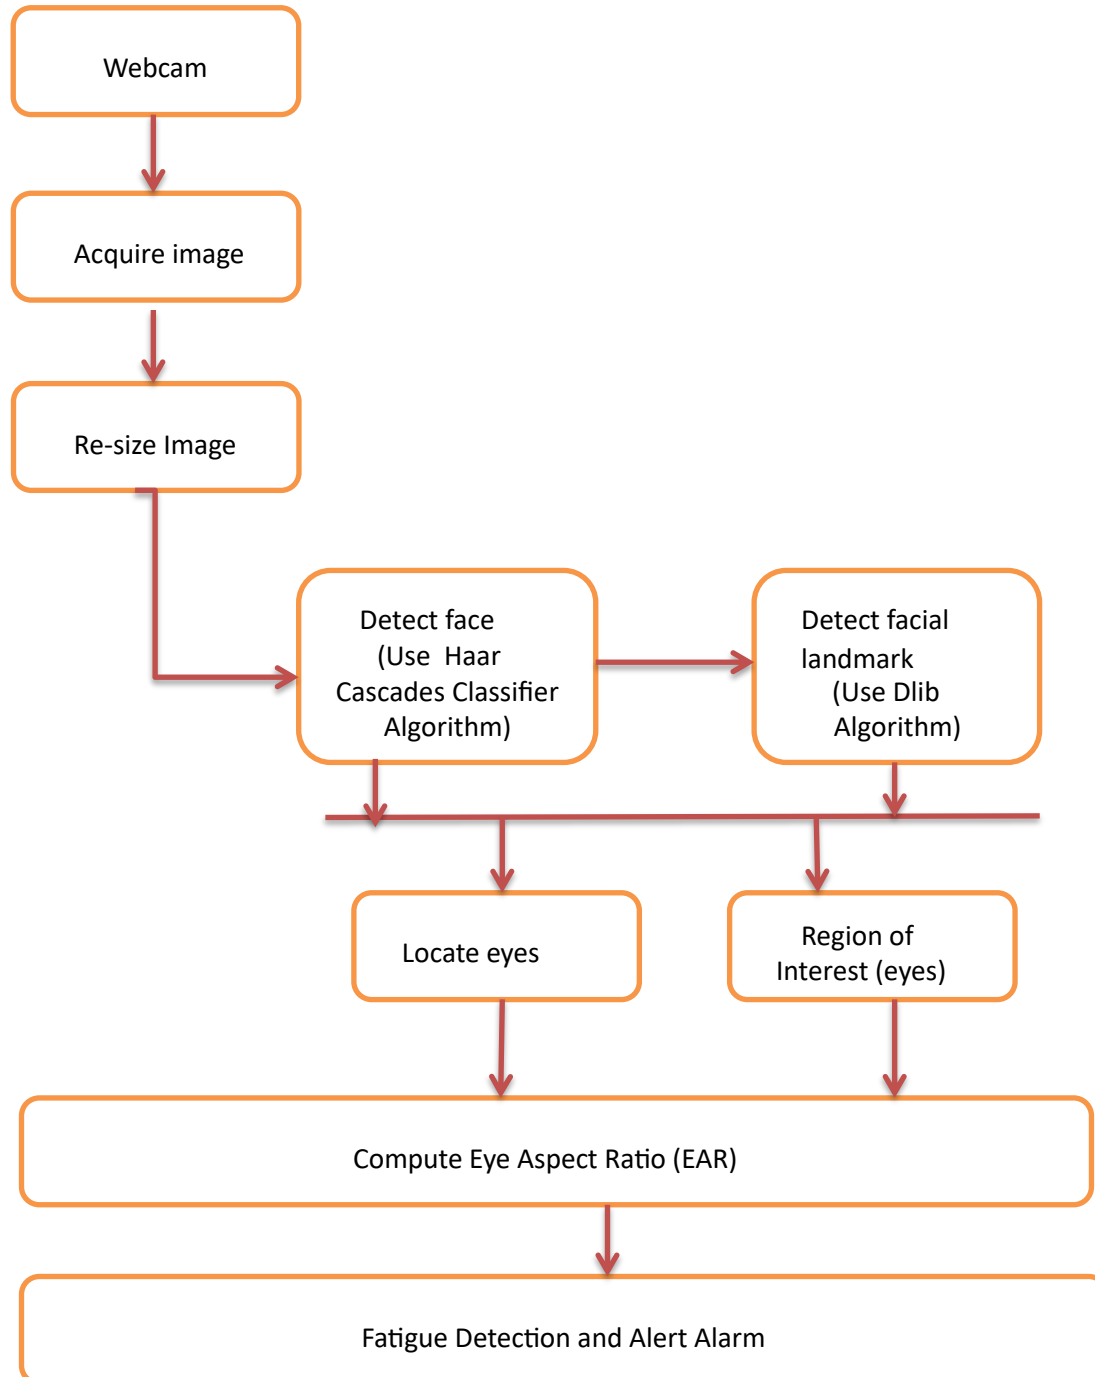 Webcam
Acquire image
Re-size Image
Detect face
(Use Haar
Cascades Classifier
Algorithm)
Detect facial
landmark
(Use Dlib
Algorithm)
Locate eyes
Region of
Interest (eyes)
Compute Eye Aspect Ratio (EAR)
Fatigue Detection and Alert Alarm